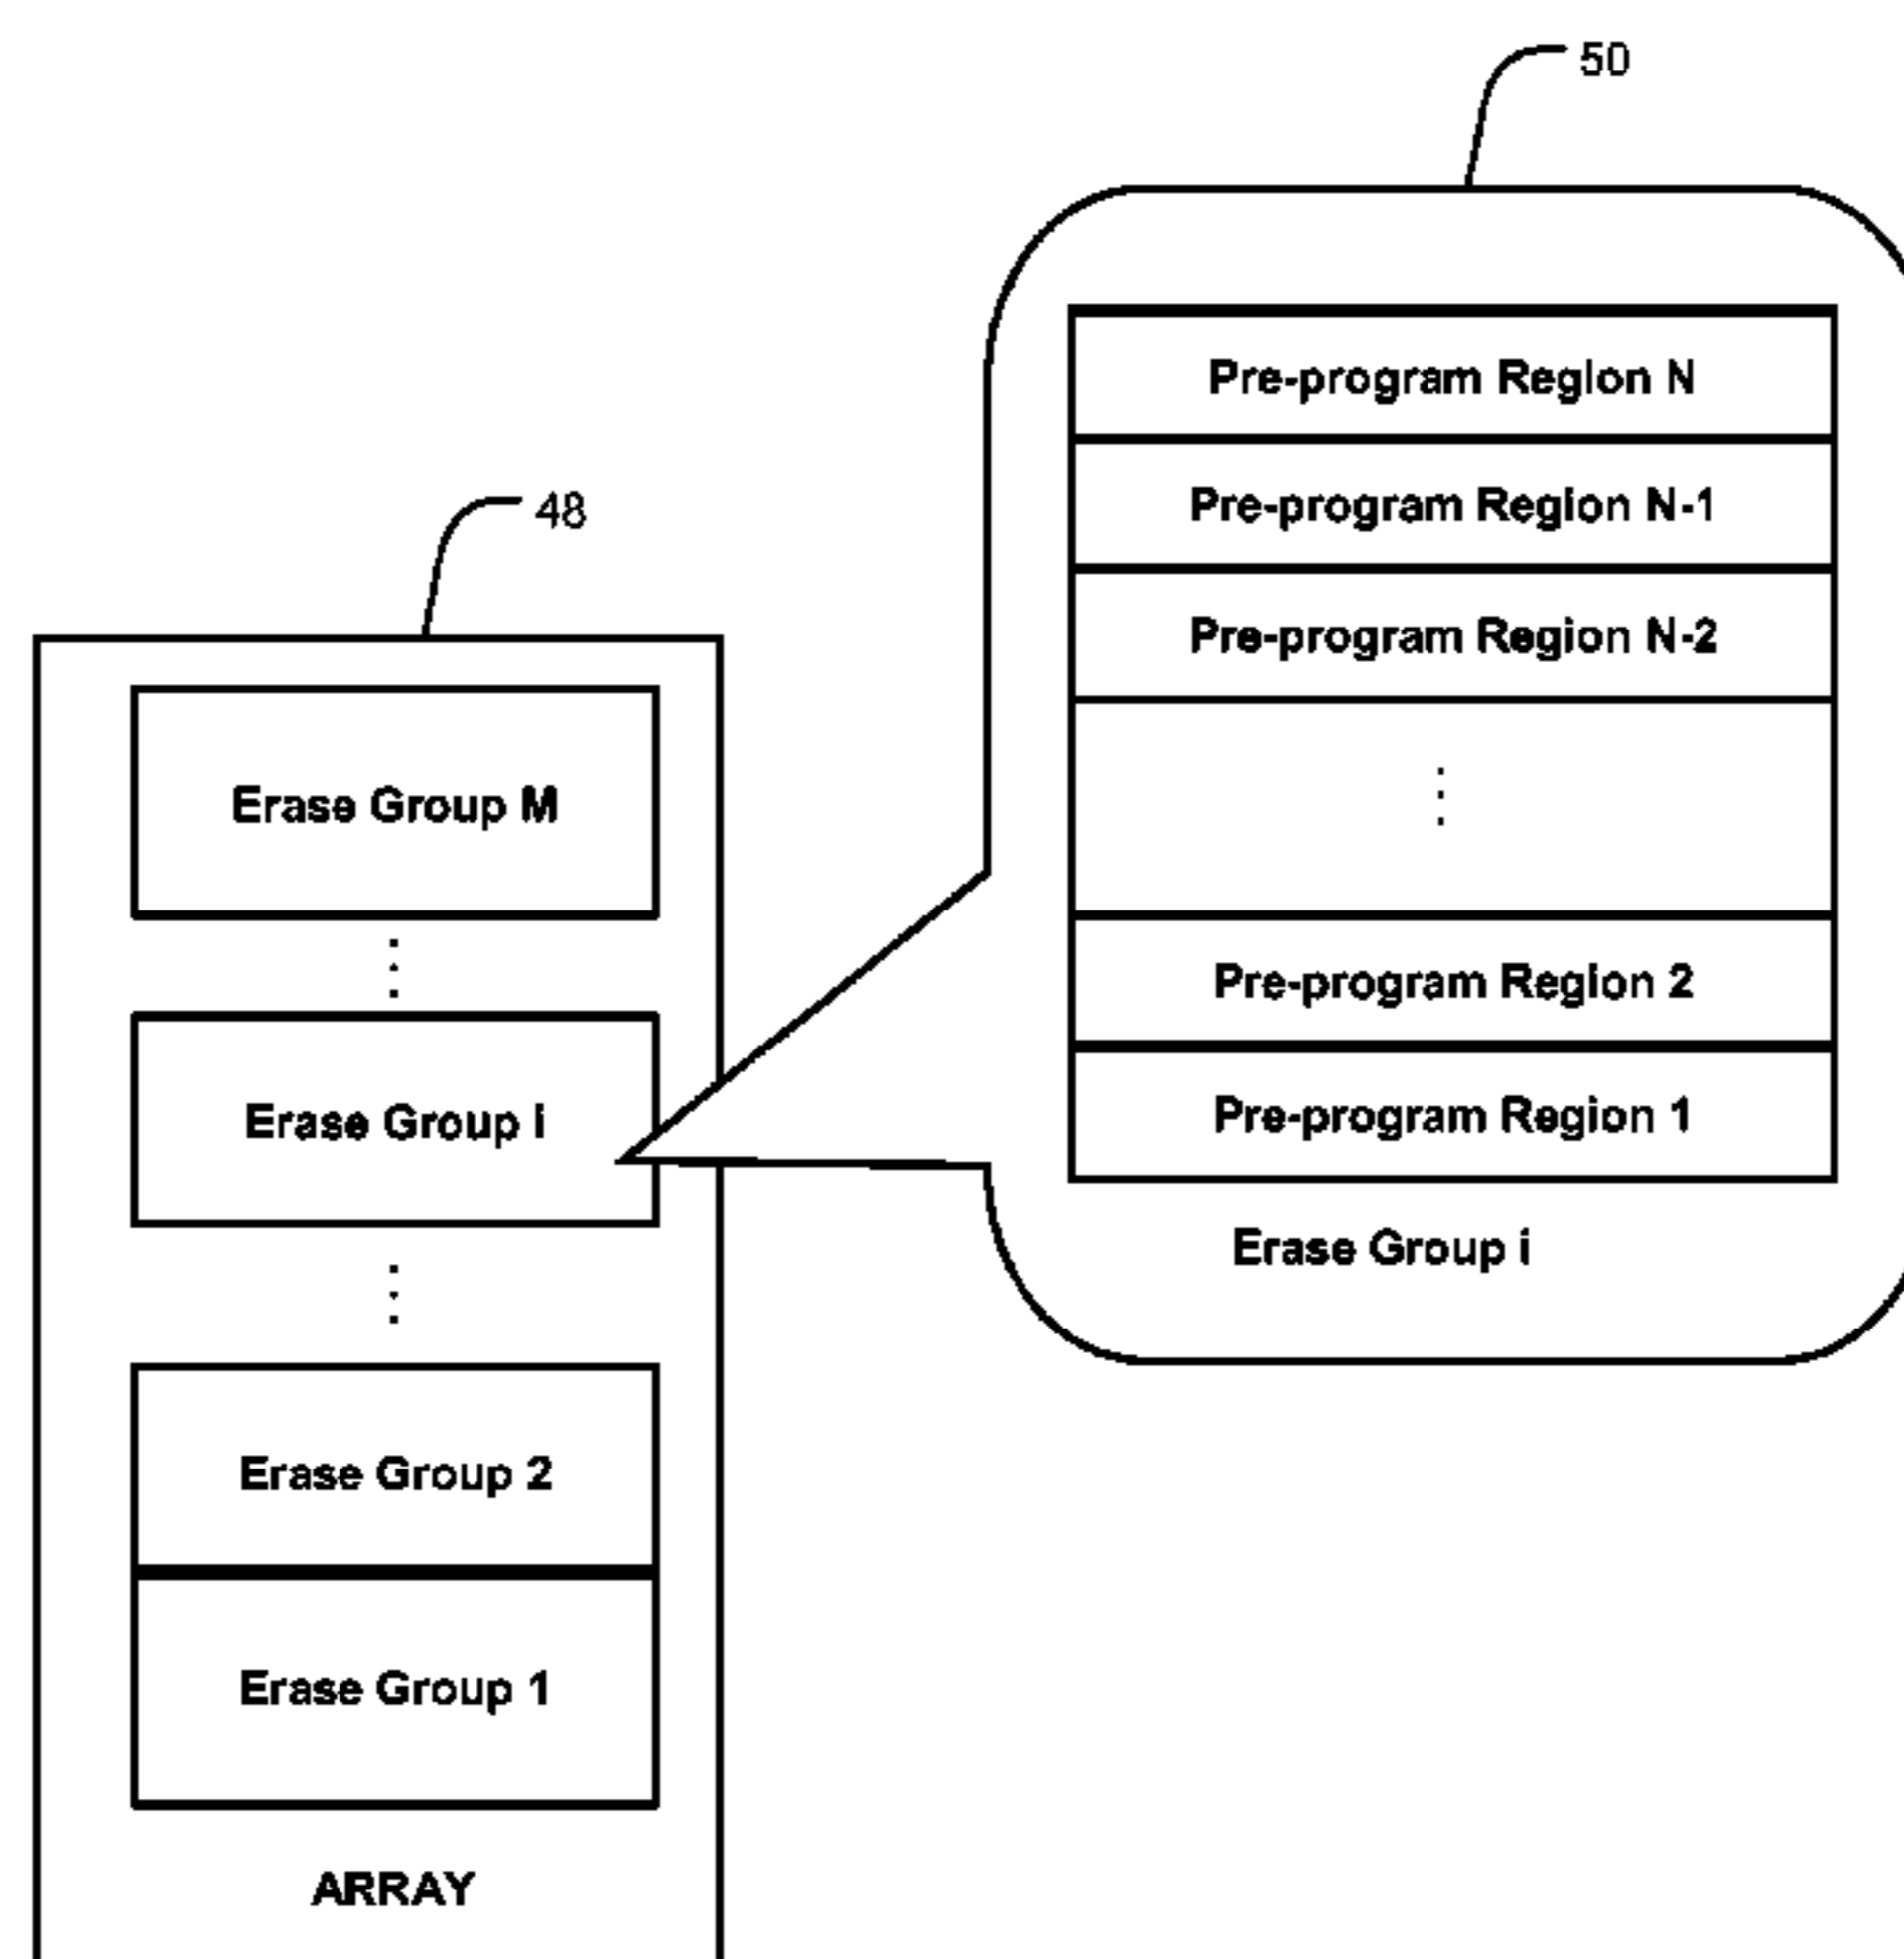 50
Pre-program Region N
Pre-program Region N-1
Pre-program Region N-2
Pre-program Region 2
Pre-program Region 1
Erase Group i
48
Erase Group M
Erase Group i
Erase Group 2
Erase Group 1
ARRAY